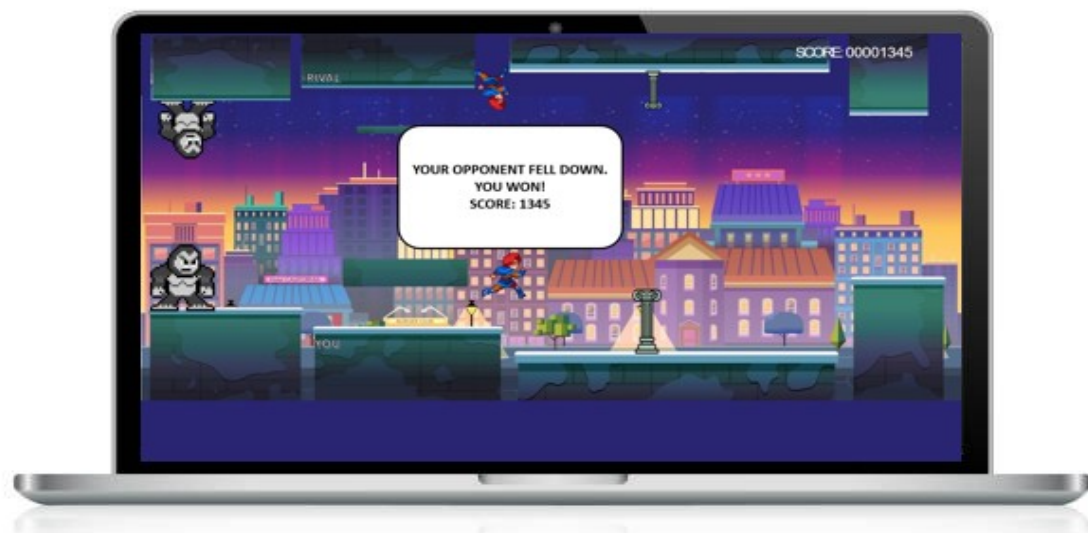 SCORE: 00001345
RIVAL
YOUR OPPONENT FELL DOWN.
YOU WON!
SCORE: 1345
YOU